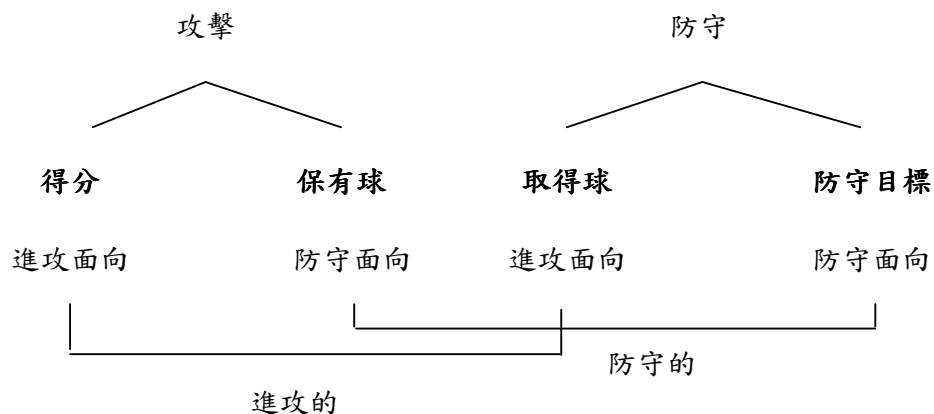 攻擊 防守
得分 保有球 取得球 防守目標
進攻面向 防守面向 進攻面向 防守面向
防守的
進攻的